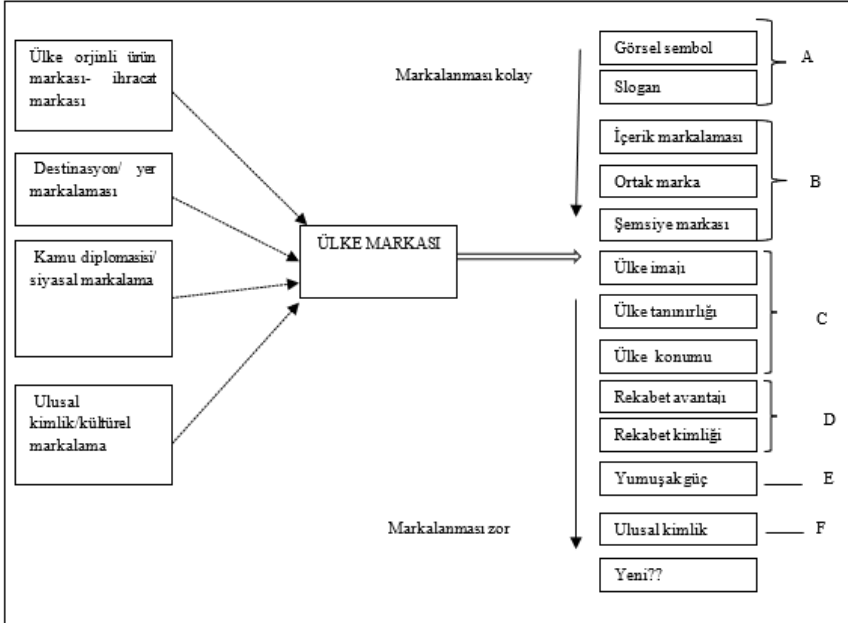 Ülke orjinli ürün
markası- ihracat
markası
Destinasyon/ yer
markalaması
Kamu diplomasisi/
siyasal markalama
Ulusal
kimlik/kültürel
markalama
ÜLKE MARKASI
Markalanması kolay
Markalanması zor
Görsel sembol
Slogan
A
İçerik markalaması
Ortak marka
Şemsiye markası
B
Ülke imajı
Ülke tanınırlığı
Ülke konumu
C
Rekabet avantajı
Rekabet kimliği
D
Yumuşak güç
E
Ulusal kimlik
F
Yeni??